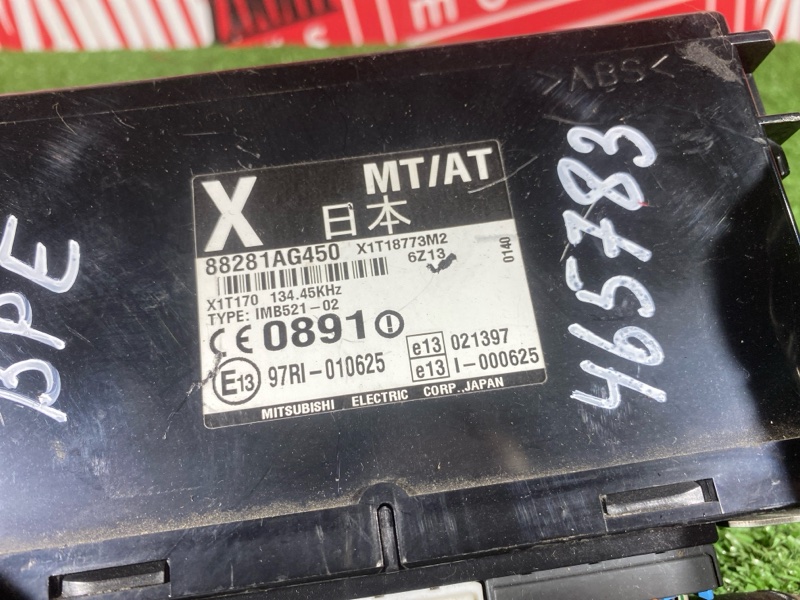 >ABS<
X MT/AT
日本
88281AG450 X1T18773M2
6Z13
0140
X1T170 134.45KHz
TYPE: IMB521-02
CE 0891
E13 97RI-010625 e13 021397
e13 I-000625
MITSUBISHI ELECTRIC CORP.,JAPAN
BPE
465783